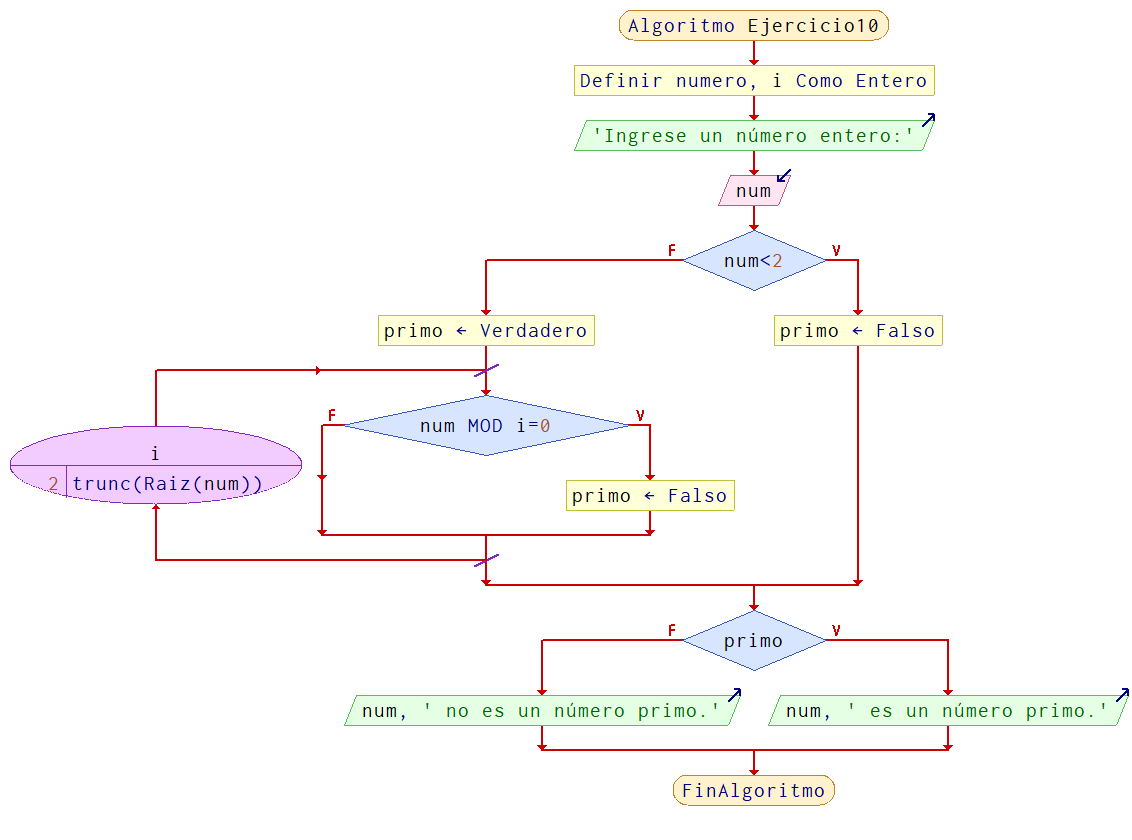 Algoritmo Ejercicio10
Definir numero, i Como Entero
'Ingrese un número entero:'
num
F
num<2
V
primo ← Verdadero
primo ← Falso
F
num MOD i=0
V
i
2 trunc(Raiz(num))
primo ← Falso
F
primo
V
num, ' no es un número primo.'
num, ' es un número primo.'
FinAlgoritmo